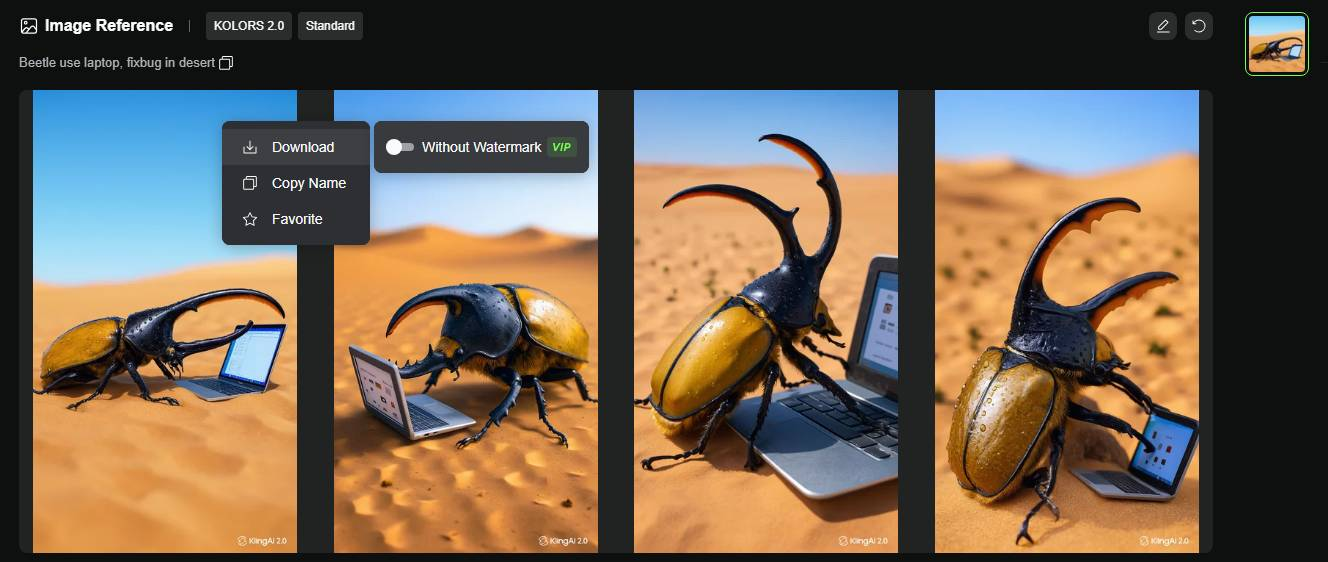 Image Reference | KOLORS 2.0 Standard
Beetle use laptop, fixbug in desert
Download
Without Watermark VIP
Copy Name
Favorite
KlingAI 2.0
KlingAI 2.0
KlingAI 2.0
KlingAI 2.0